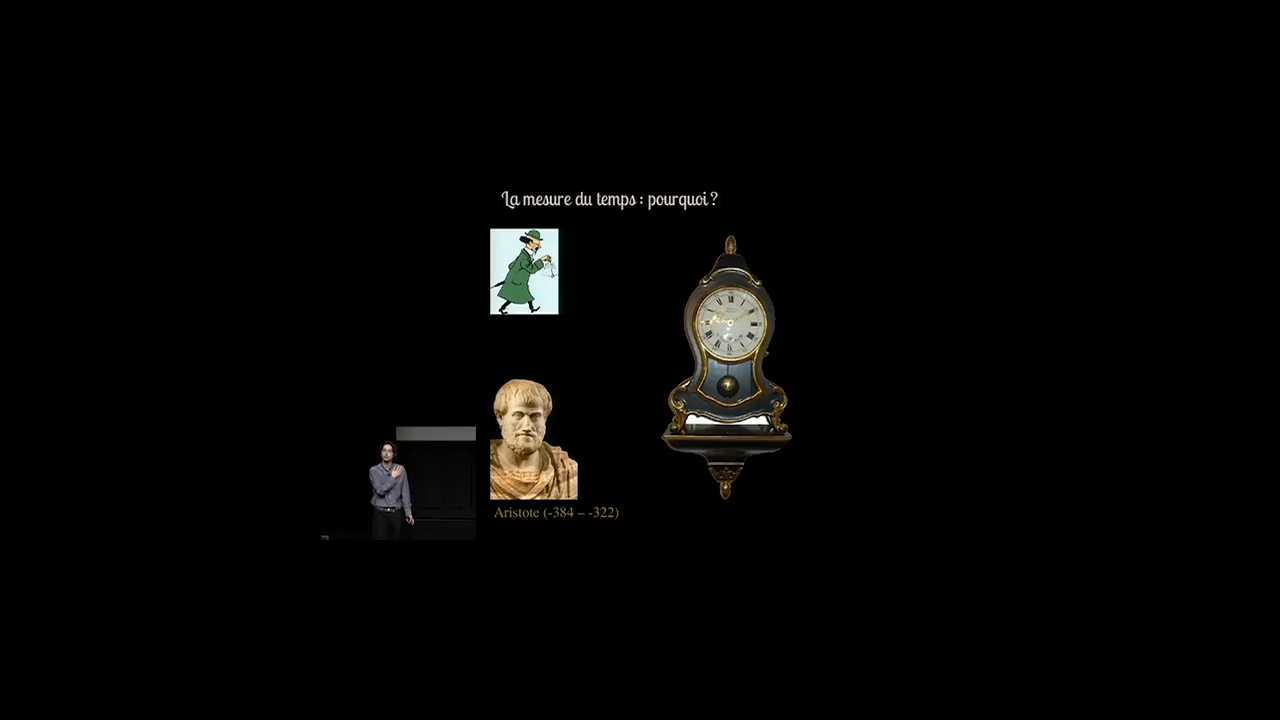 La mesure du temps : pourquoi ?
Aristote (-384 – -322)